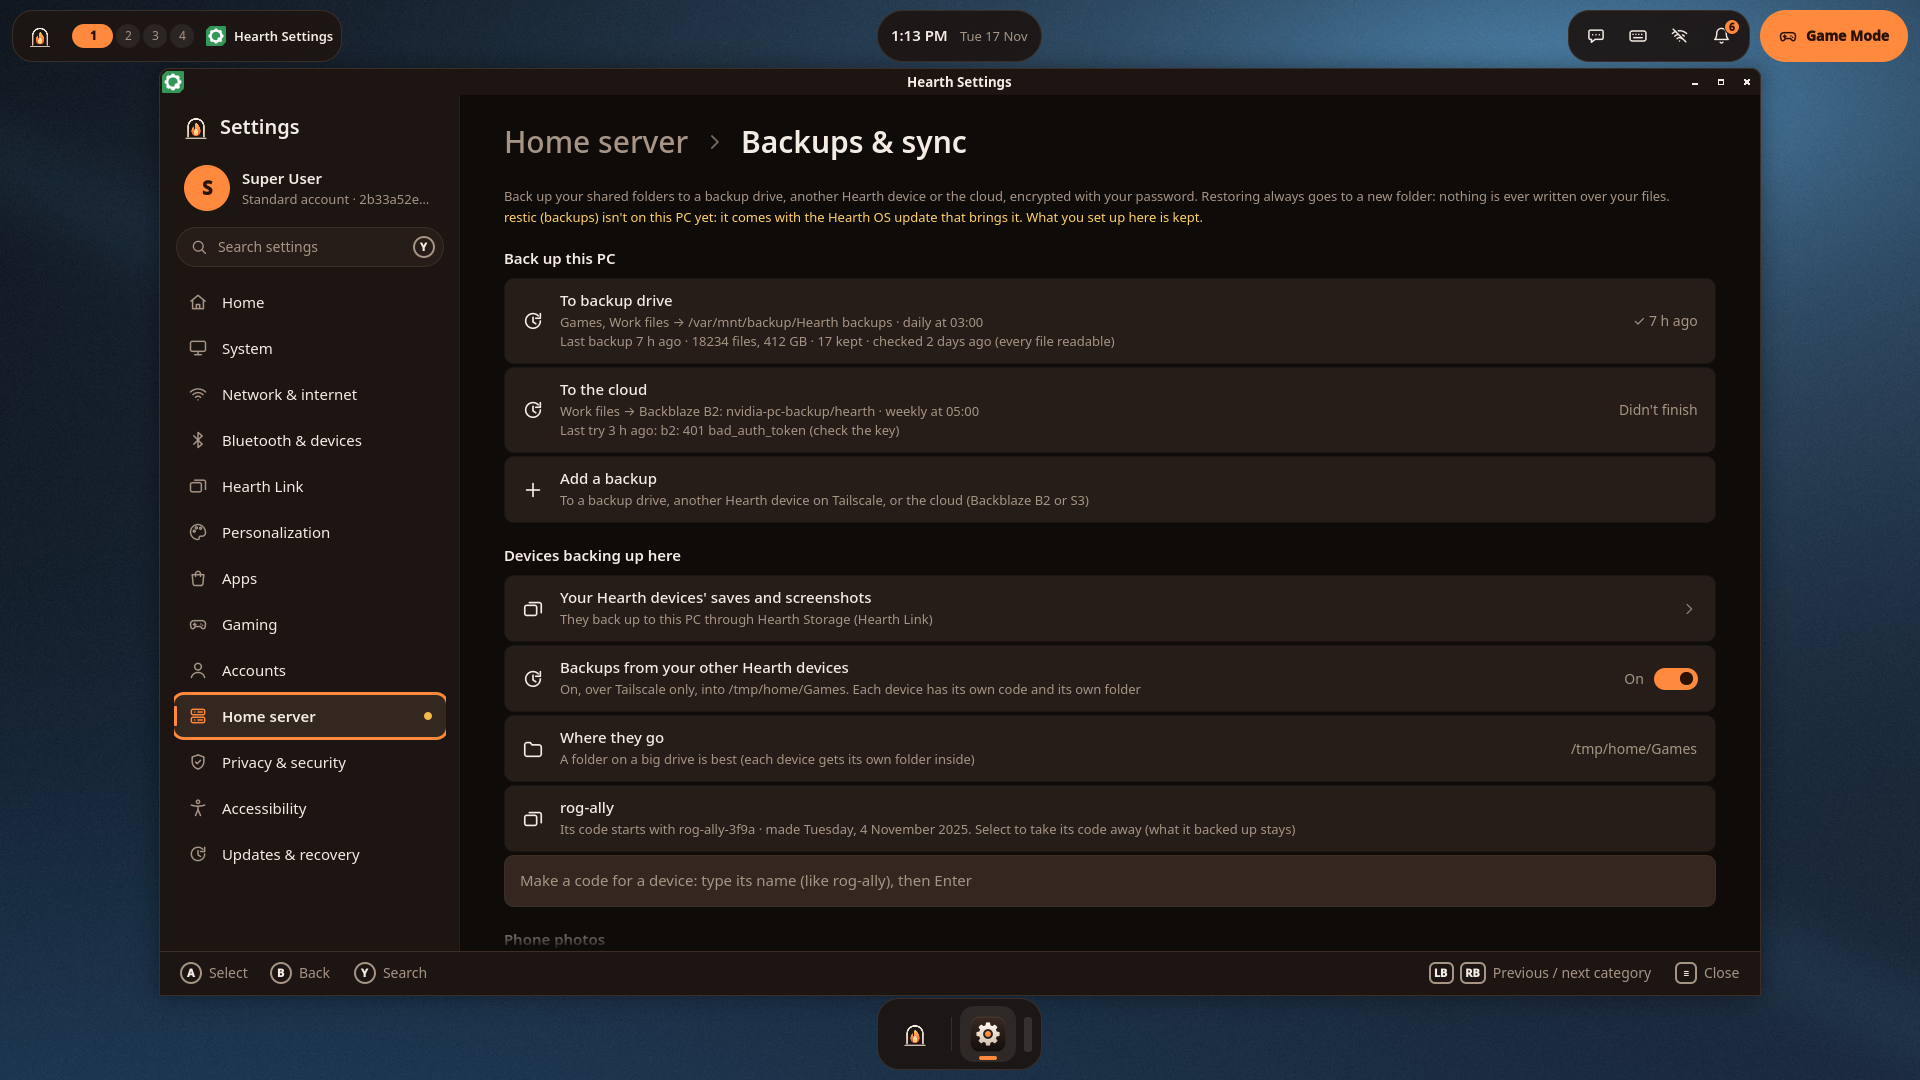 1 2 3 4 Hearth Settings
1:13 PM Tue 17 Nov
6
Game Mode
Hearth Settings
Settings
S
Super User
Standard account · 2b33a52e...
Search settings Y
Home
System
Network & internet
Bluetooth & devices
Hearth Link
Personalization
Apps
Gaming
Accounts
Home server
Privacy & security
Accessibility
Updates & recovery
Home server > Backups & sync
Back up your shared folders to a backup drive, another Hearth device or the cloud, encrypted with your password. Restoring always goes to a new folder: nothing is ever written over your files.
restic (backups) isn't on this PC yet: it comes with the Hearth OS update that brings it. What you set up here is kept.
Back up this PC
To backup drive
Games, Work files → /var/mnt/backup/Hearth backups · daily at 03:00
Last backup 7 h ago · 18234 files, 412 GB · 17 kept · checked 2 days ago (every file readable)
✓ 7 h ago
To the cloud
Work files → Backblaze B2: nvidia-pc-backup/hearth · weekly at 05:00
Last try 3 h ago: b2: 401 bad_auth_token (check the key)
Didn't finish
Add a backup
To a backup drive, another Hearth device on Tailscale, or the cloud (Backblaze B2 or S3)
Devices backing up here
Your Hearth devices' saves and screenshots
They back up to this PC through Hearth Storage (Hearth Link)
Backups from your other Hearth devices
On, over Tailscale only, into /tmp/home/Games. Each device has its own code and its own folder
On
Where they go
A folder on a big drive is best (each device gets its own folder inside)
/tmp/home/Games
rog-ally
Its code starts with rog-ally-3f9a · made Tuesday, 4 November 2025. Select to take its code away (what it backed up stays)
Make a code for a device: type its name (like rog-ally), then Enter
Phone photos
A Select B Back Y Search
LB RB Previous / next category ≡ Close